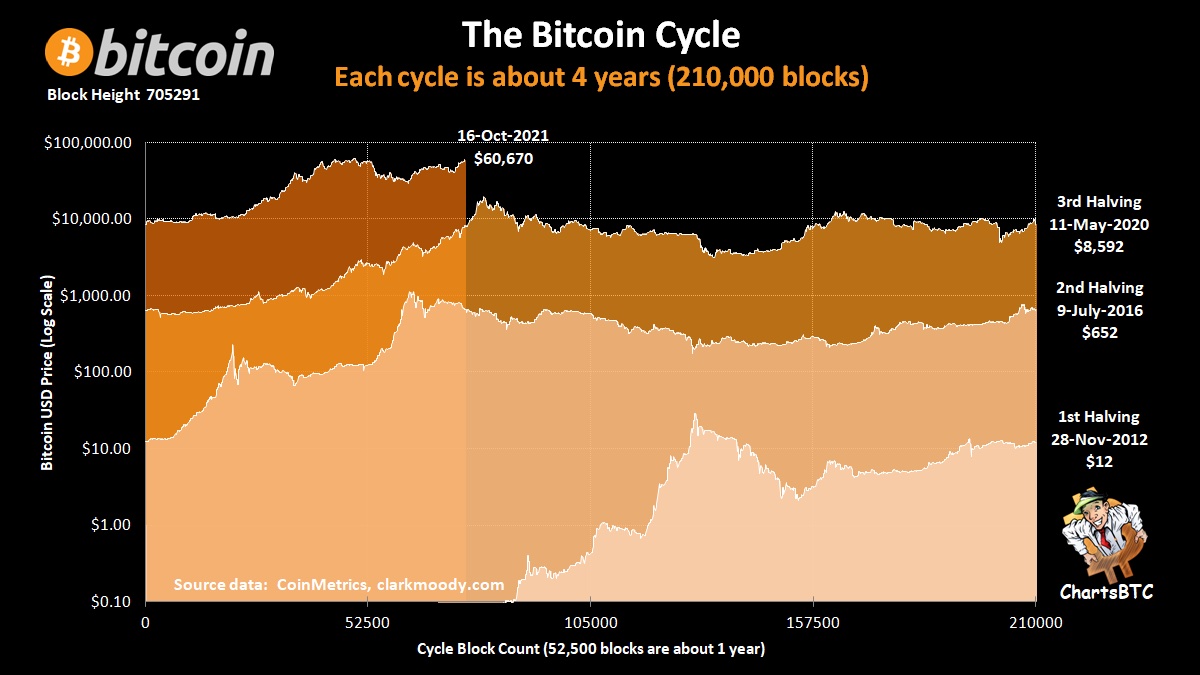 bitcoin
Block Height 705291
The Bitcoin Cycle
Each cycle is about 4 years (210,000 blocks)
16-Oct-2021
$60,670
Bitcoin USD Price (Log Scale)
$100,000.00
$10,000.00
$1,000.00
$100.00
$10.00
$1.00
$0.10
3rd Halving
11-May-2020
$8,592
2nd Halving
9-July-2016
$652
1st Halving
28-Nov-2012
$12
ChartsBTC
Source data: CoinMetrics, clarkmoody.com
0 52500 105000 157500 210000
Cycle Block Count (52,500 blocks are about 1 year)